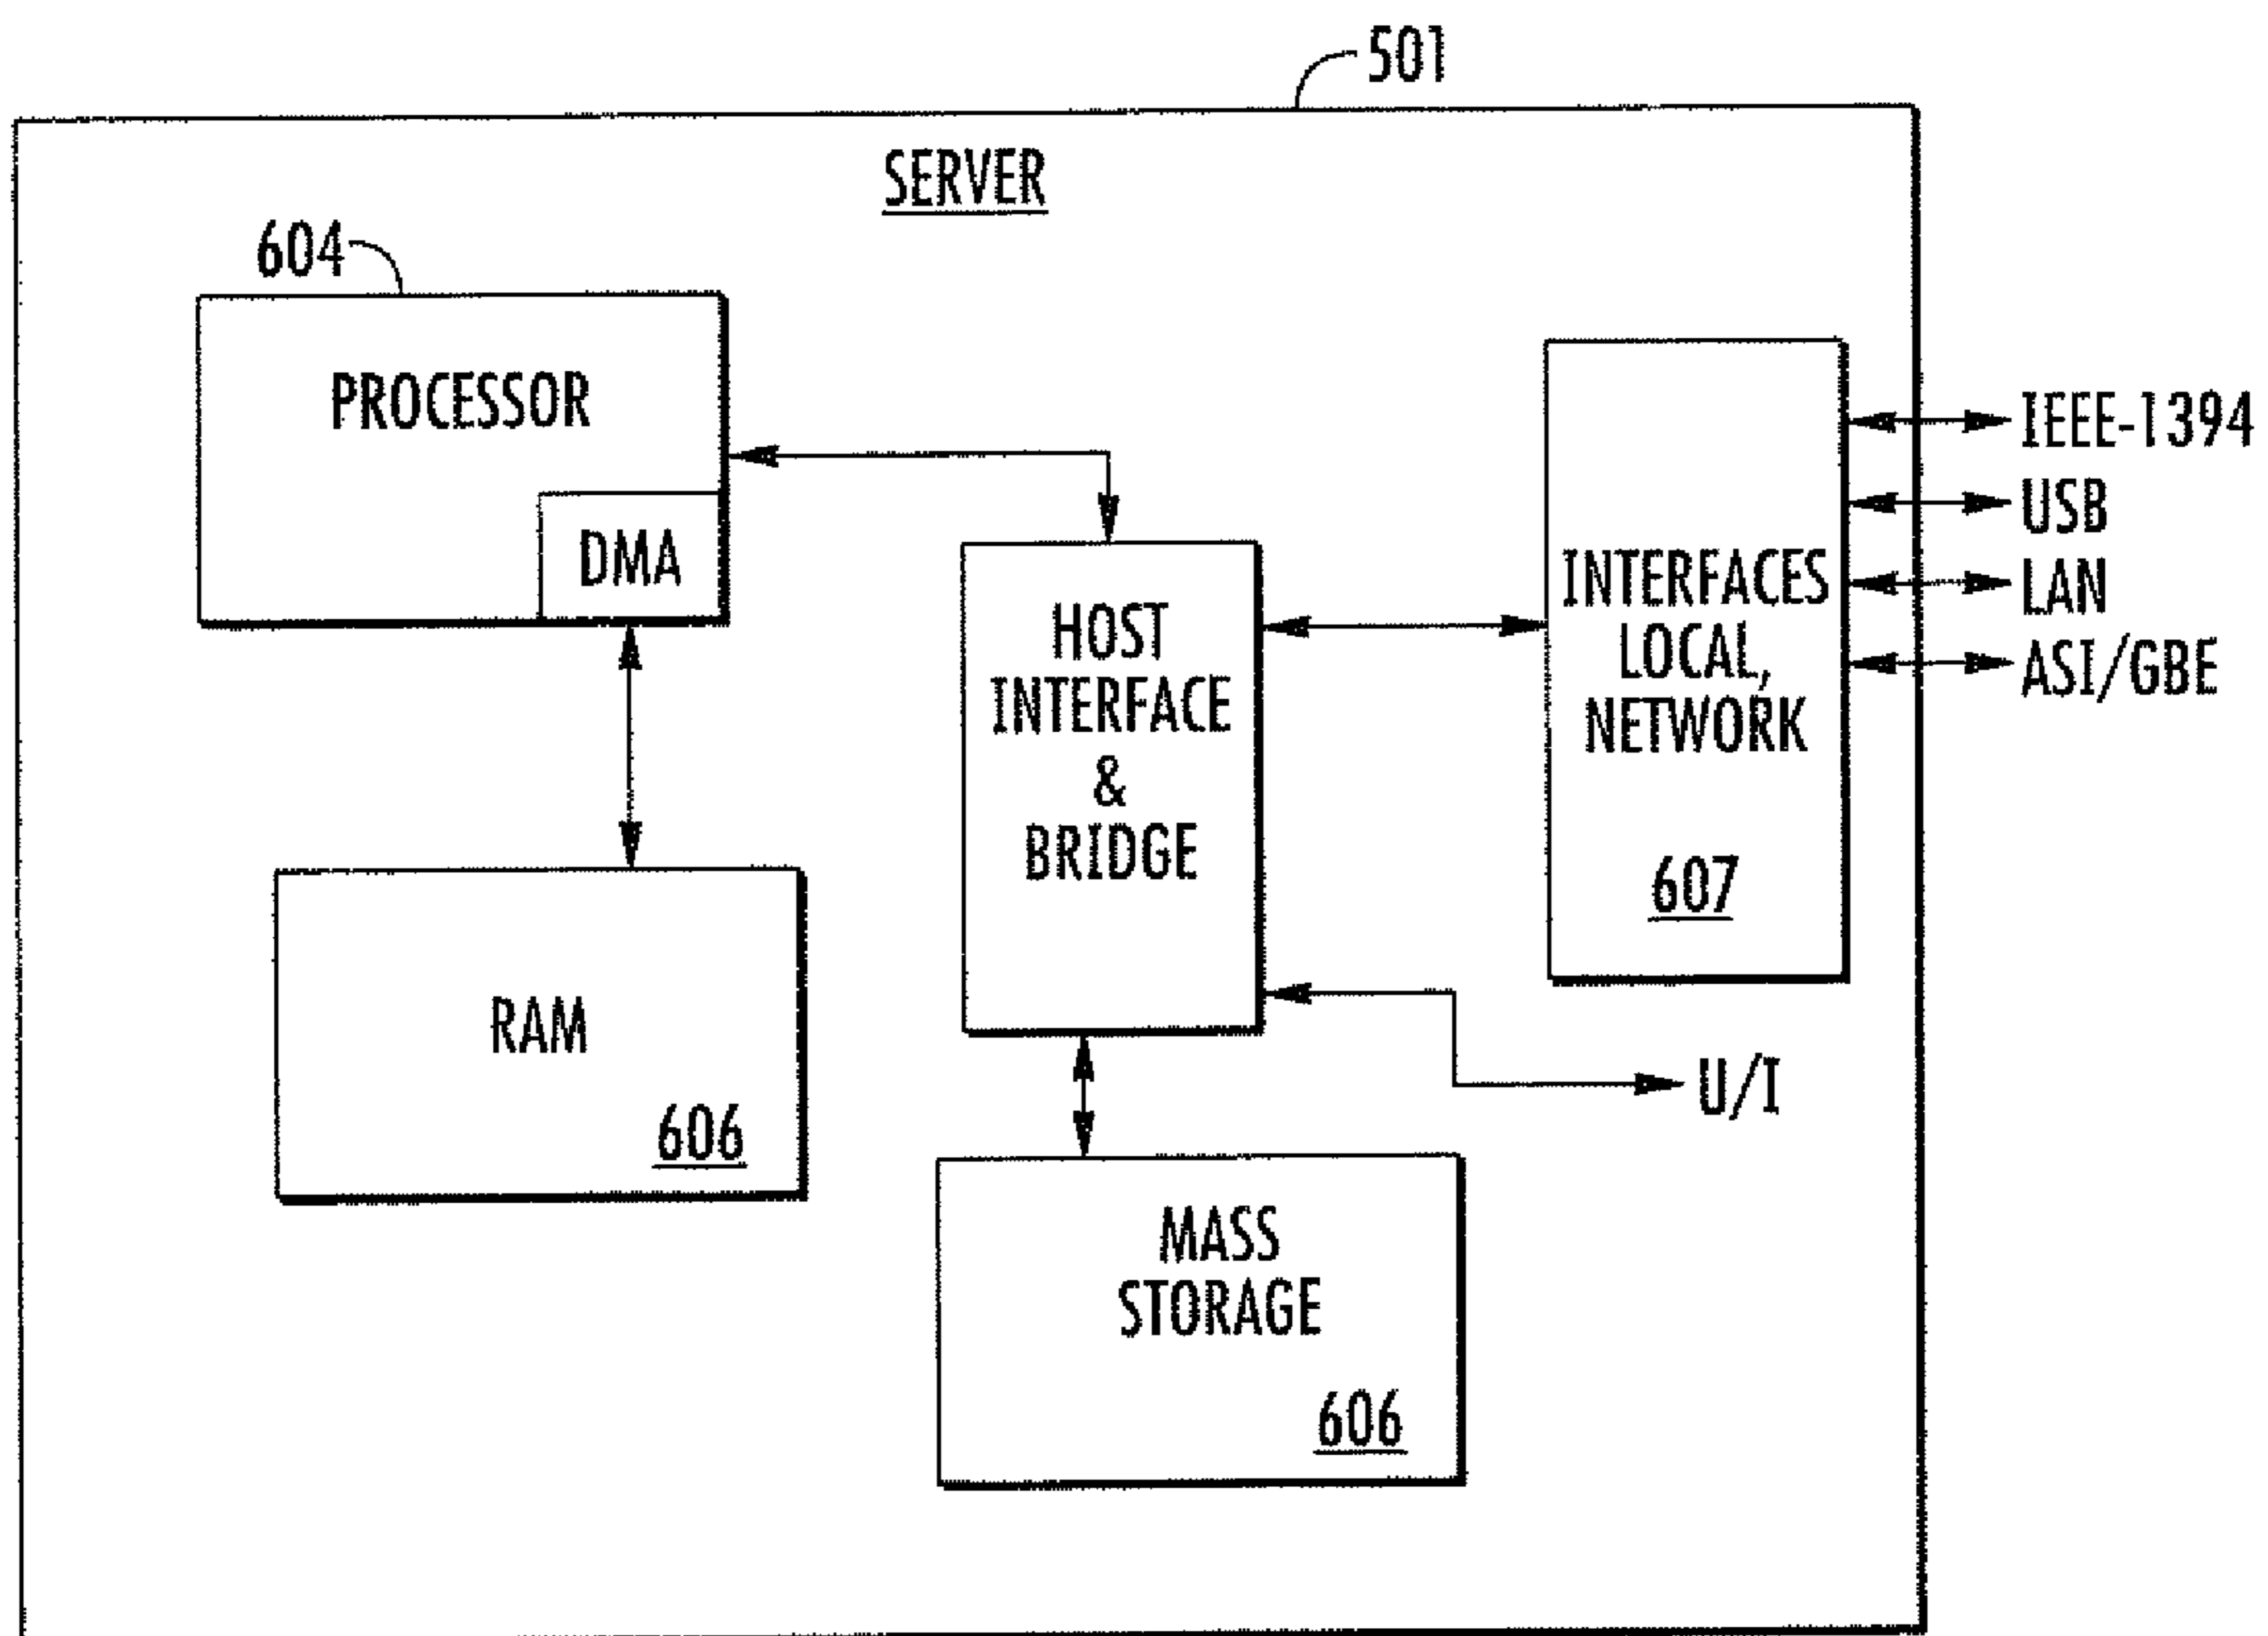 501
SERVER
604
PROCESSOR
DMA
HOST
INTERFACE
&
BRIDGE
INTERFACES
LOCAL,
NETWORK
607
IEEE-1394
USB
LAN
ASI/GBE
RAM
606
U/I
MASS
STORAGE
606